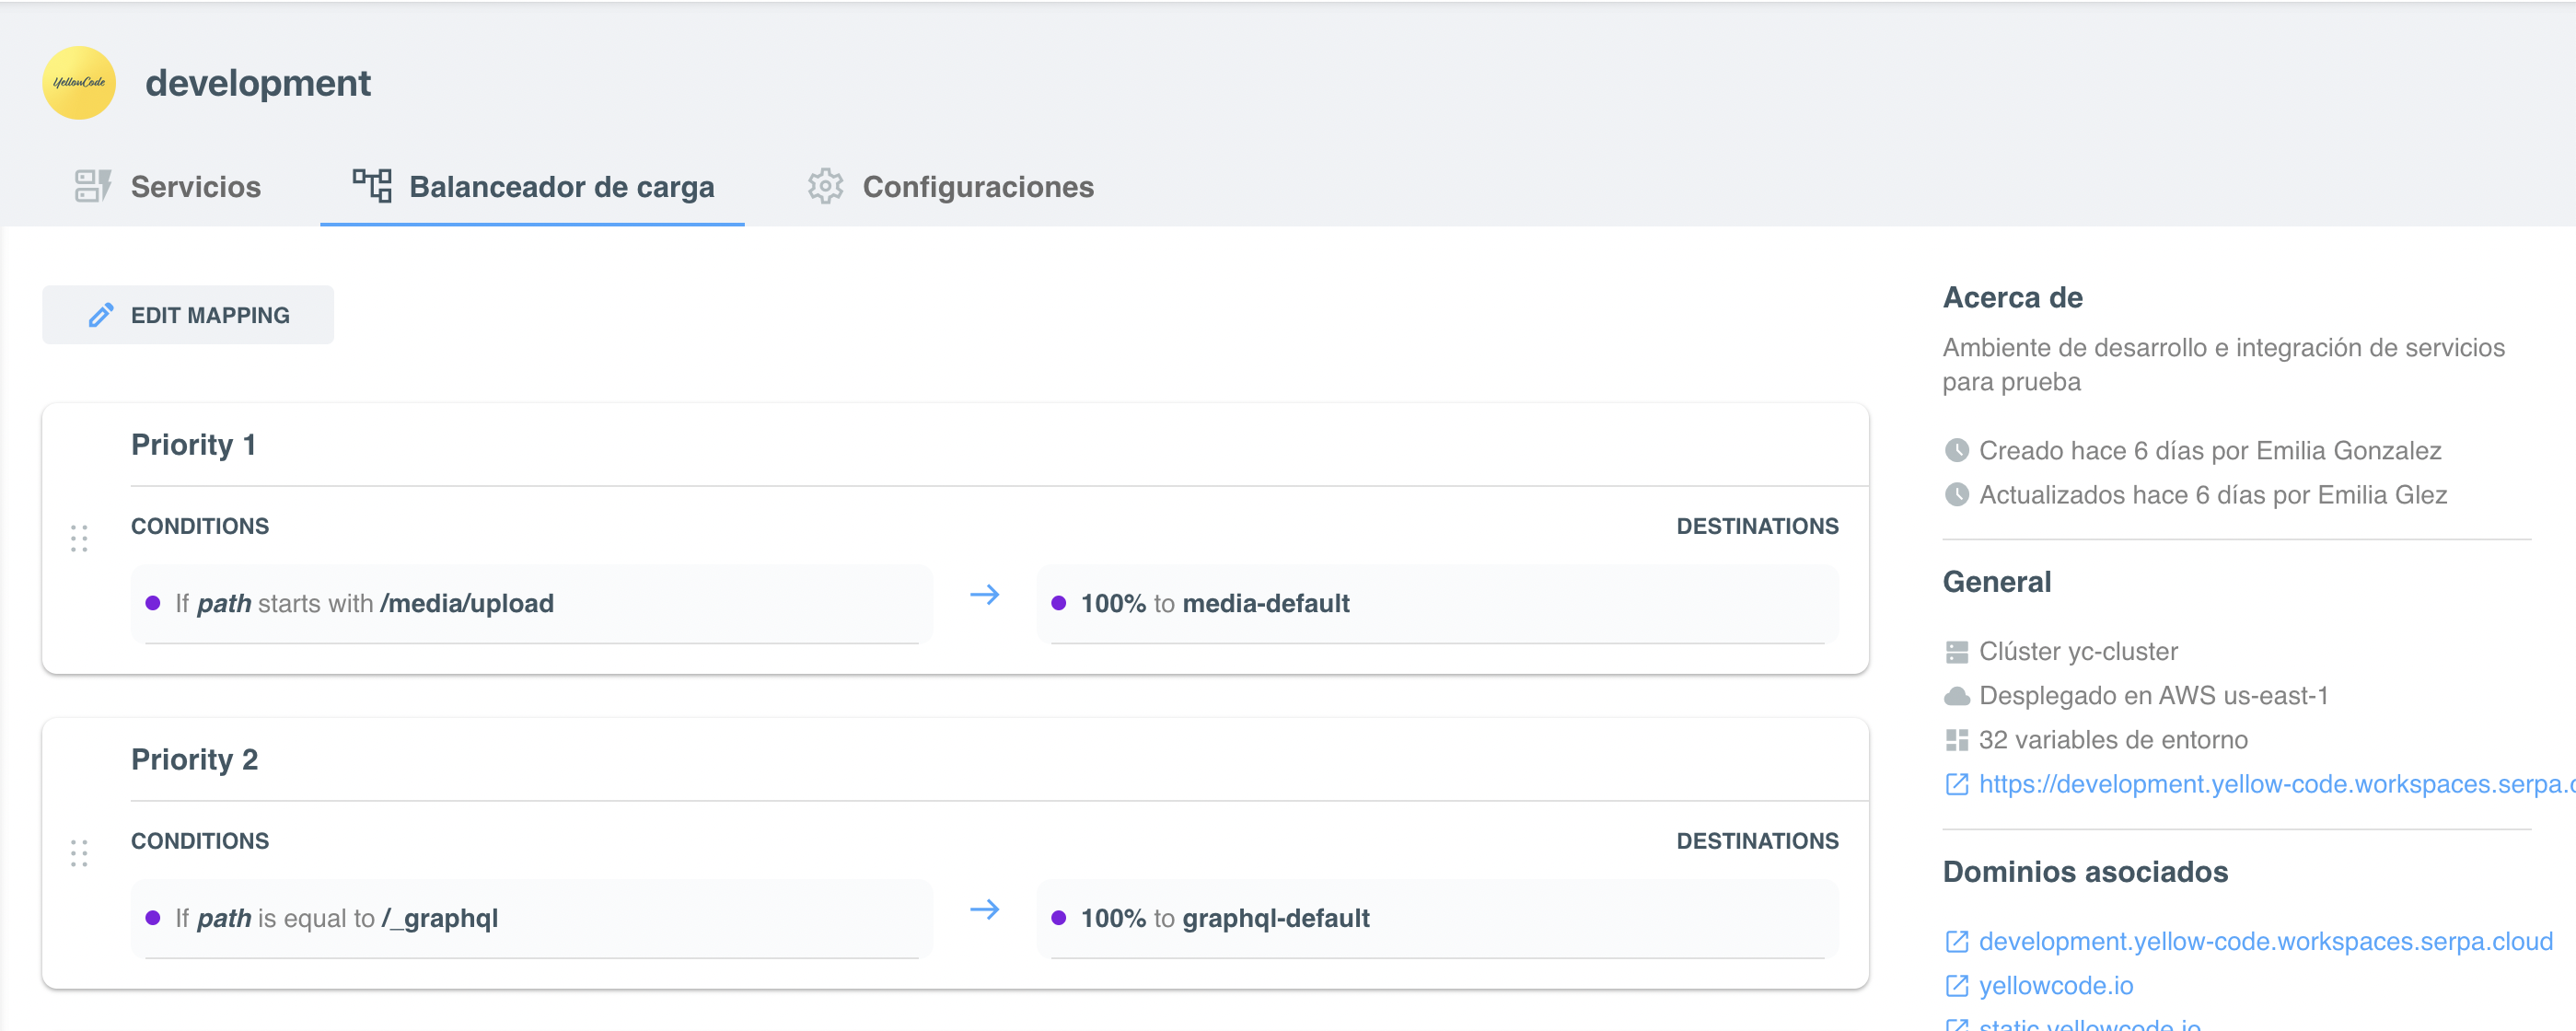 YellowCode
development
Servicios
Balanceador de carga
Configuraciones
EDIT MAPPING
Priority 1
CONDITIONS
DESTINATIONS
If path starts with /media/upload
100% to media-default
Priority 2
CONDITIONS
DESTINATIONS
If path is equal to /_graphql
100% to graphql-default
Acerca de
Ambiente de desarrollo e integración de servicios
para prueba
Creado hace 6 días por Emilia Gonzalez
Actualizados hace 6 días por Emilia Glez
General
Clúster yc-cluster
Desplegado en AWS us-east-1
32 variables de entorno
https://development.yellow-code.workspaces.serpa.c
Dominios asociados
development.yellow-code.workspaces.serpa.cloud
yellowcode.io
static.yellowcode.io